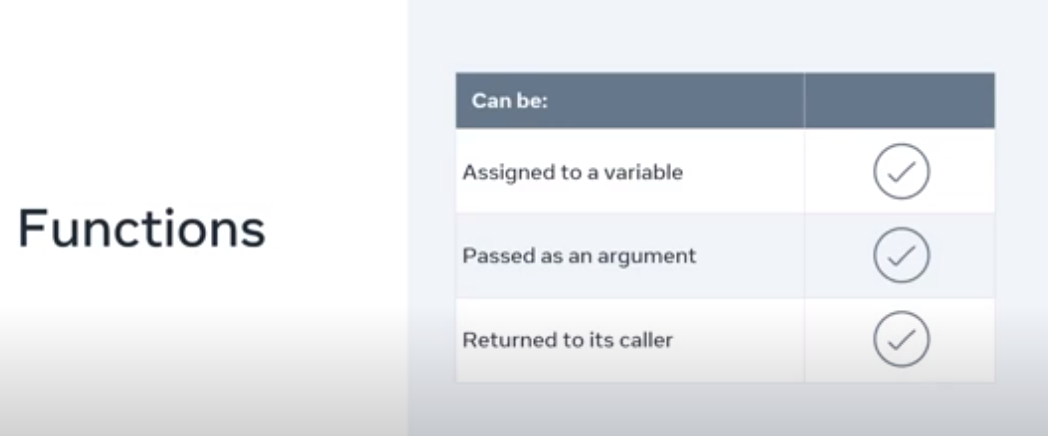 Functions
Can be:
Assigned to a variable
Passed as an argument
Returned to its caller